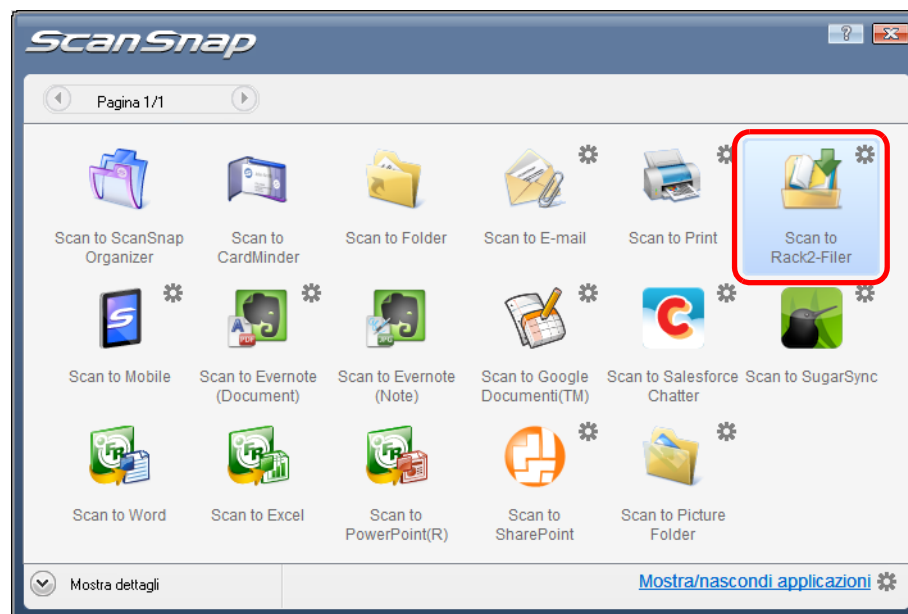 ScanSnap
Pagina 1/1
Scan to ScanSnap
Organizer
Scan to
CardMinder
Scan to Folder
Scan to E-mail
Scan to Print
Scan to
Rack2-Filer
Scan to Mobile
Scan to Evernote
(Document)
Scan to Evernote
(Note)
Scan to Google
Documenti(TM)
Scan to Salesforce
Chatter
Scan to SugarSync
Scan to Word
Scan to Excel
Scan to
PowerPoint(R)
Scan to
SharePoint
Scan to Picture
Folder
Mostra dettagli
Mostra/nascondi applicazioni